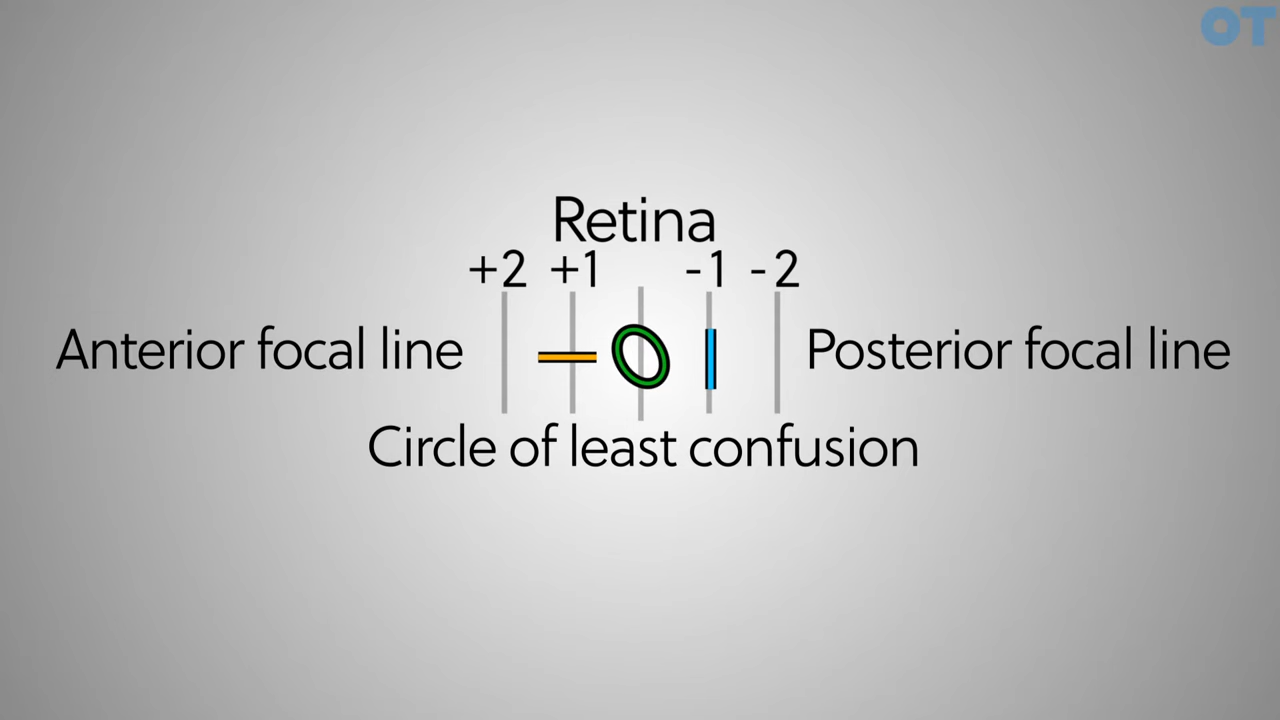 OT
Retina
+2 +1 -1 -2
Anterior focal line
Posterior focal line
Circle of least confusion